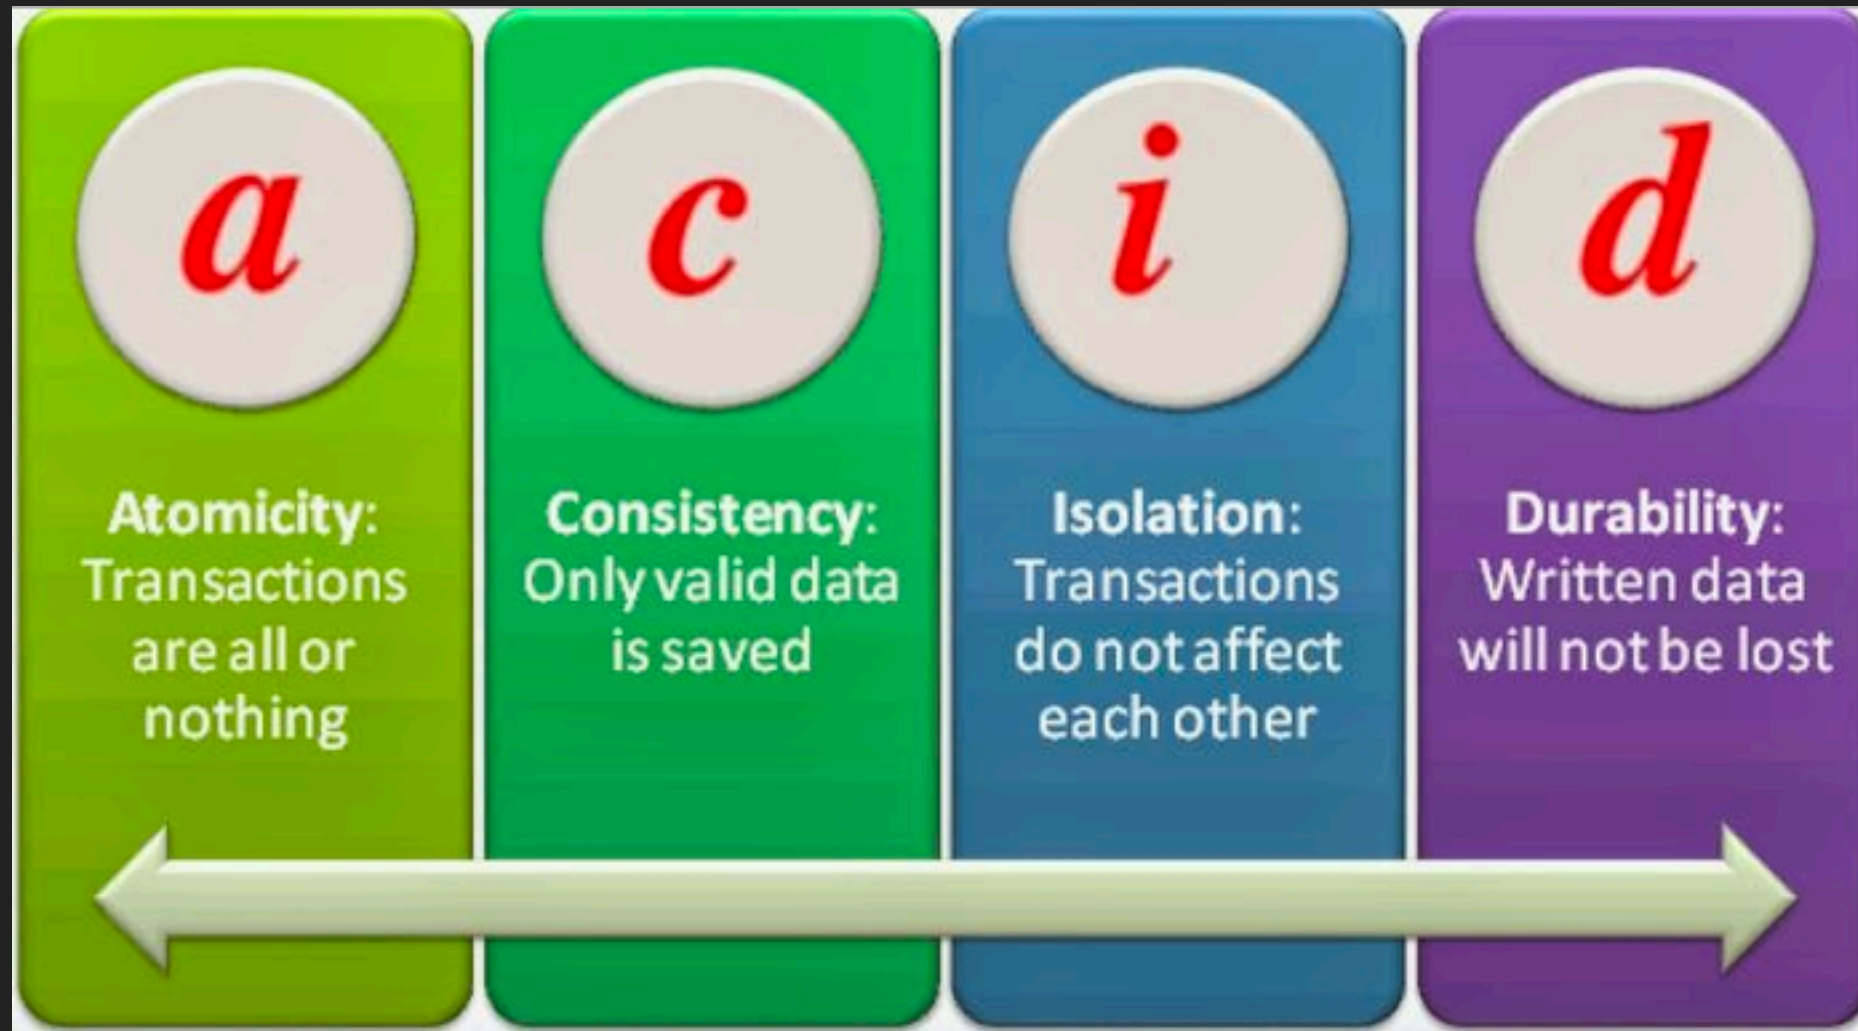 a
Atomicity:
Transactions
are all or
nothing
c
Consistency:
Only valid data
is saved
i
Isolation:
Transactions
do not affect
each other
d
Durability:
Written data
will not be lost